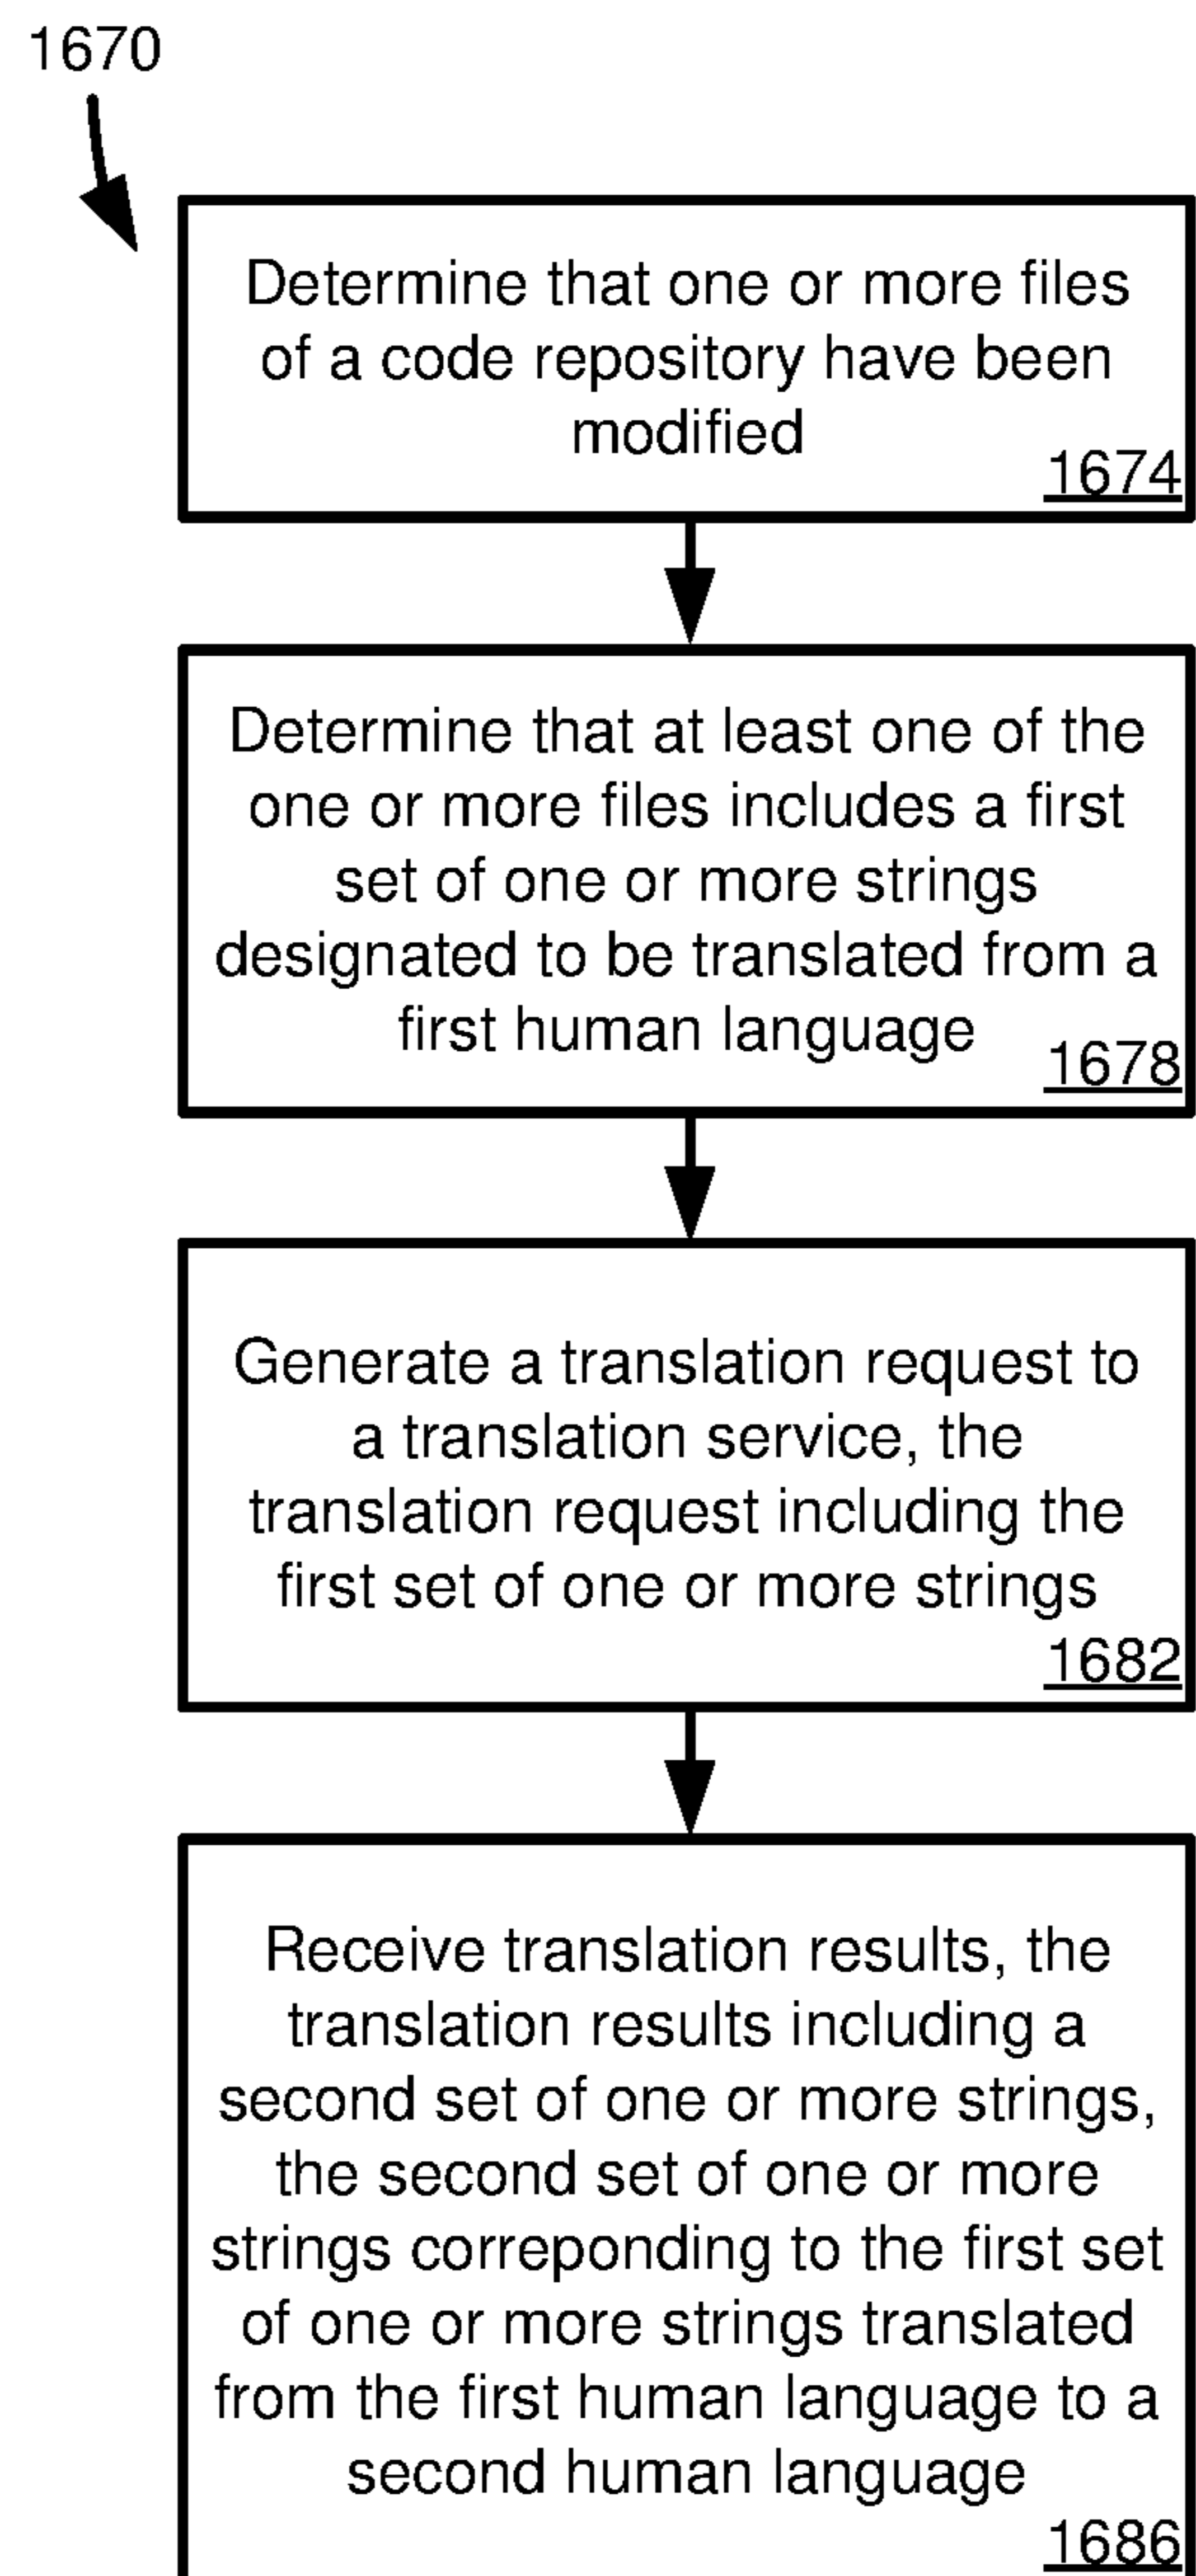 1670
Determine that one or more files
of a code repository have been
modified
1674
Determine that at least one of the
one or more files includes a first
set of one or more strings
designated to be translated from a
first human language
1678
Generate a translation request to
a translation service, the
translation request including the
first set of one or more strings
1682
Receive translation results, the
translation results including a
second set of one or more strings,
the second set of one or more
strings correponding to the first set
of one or more strings translated
from the first human language to a
second human language
1686